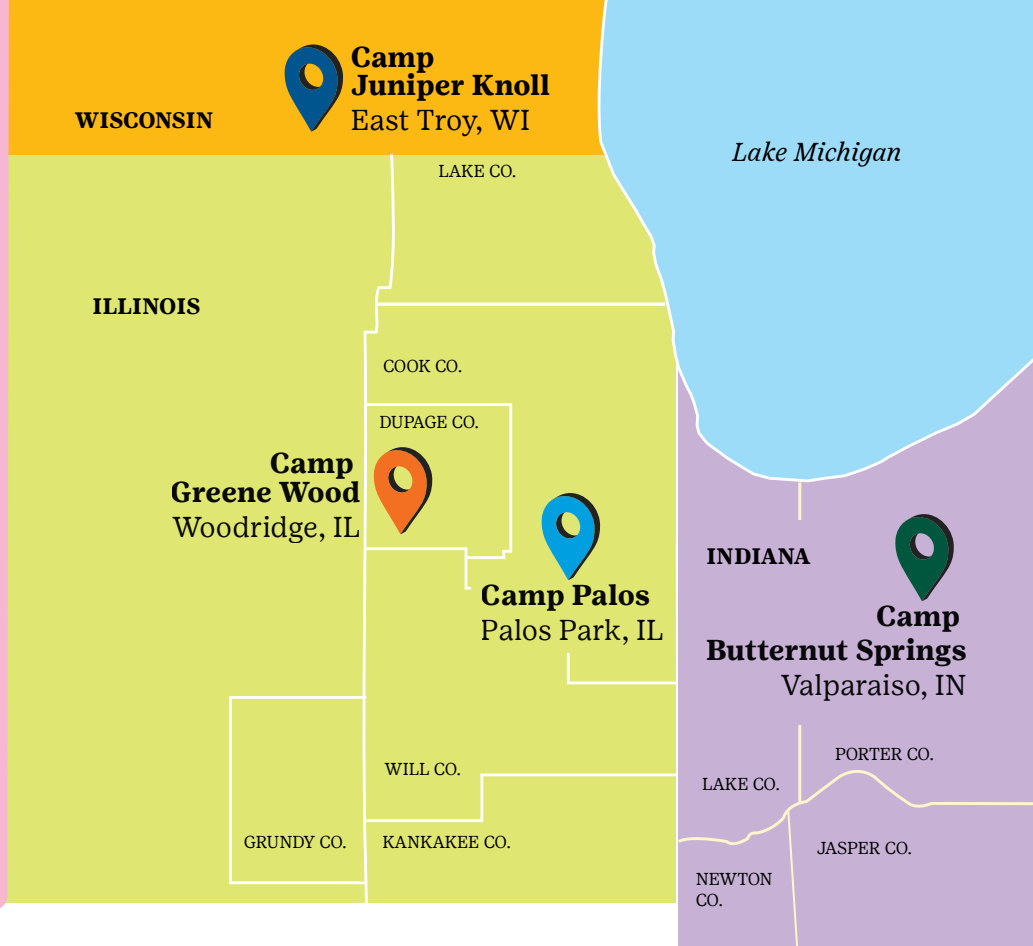 Camp
Juniper Knoll
East Troy, WI
WISCONSIN
Lake Michigan
LAKE CO.
ILLINOIS
COOK CO.
DUPAGE CO.
Camp
Greene Wood
Woodridge, IL
Camp Palos
Palos Park, IL
INDIANA
Camp
Butternut Springs
Valparaiso, IN
PORTER CO.
WILL CO.
LAKE CO.
GRUNDY CO.
KANKAKEE CO.
JASPER CO.
NEWTON
CO.